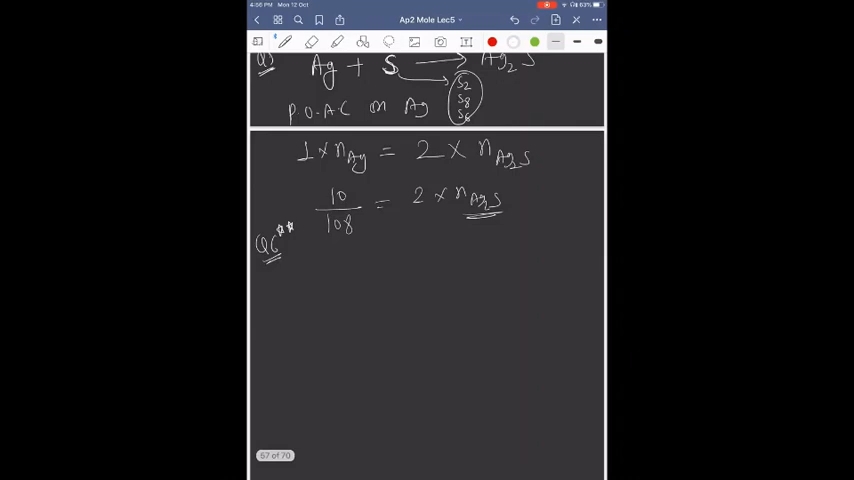 4:56 PM Mon 12 Oct 63%
Ap2 Mole Lec5
Ag + S → Ag2S
S2
S8
S6
P.O.A.C on Ag
1 × nAg = 2 × nAg2S
10/108 = 2 × nAg2S
Q6**
57 of 70